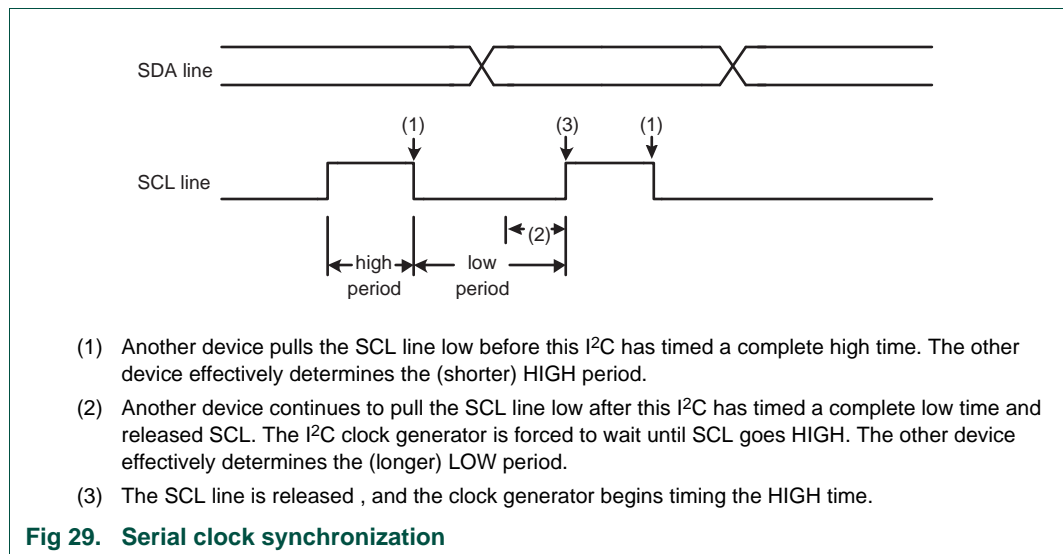 SDA line
(1) (3) (1)
SCL line
(2)
high low
period period
(1) Another device pulls the SCL line low before this I²C has timed a complete high time. The other
device effectively determines the (shorter) HIGH period.
(2) Another device continues to pull the SCL line low after this I²C has timed a complete low time and
released SCL. The I²C clock generator is forced to wait until SCL goes HIGH. The other device
effectively determines the (longer) LOW period.
(3) The SCL line is released , and the clock generator begins timing the HIGH time.
Fig 29. Serial clock synchronization